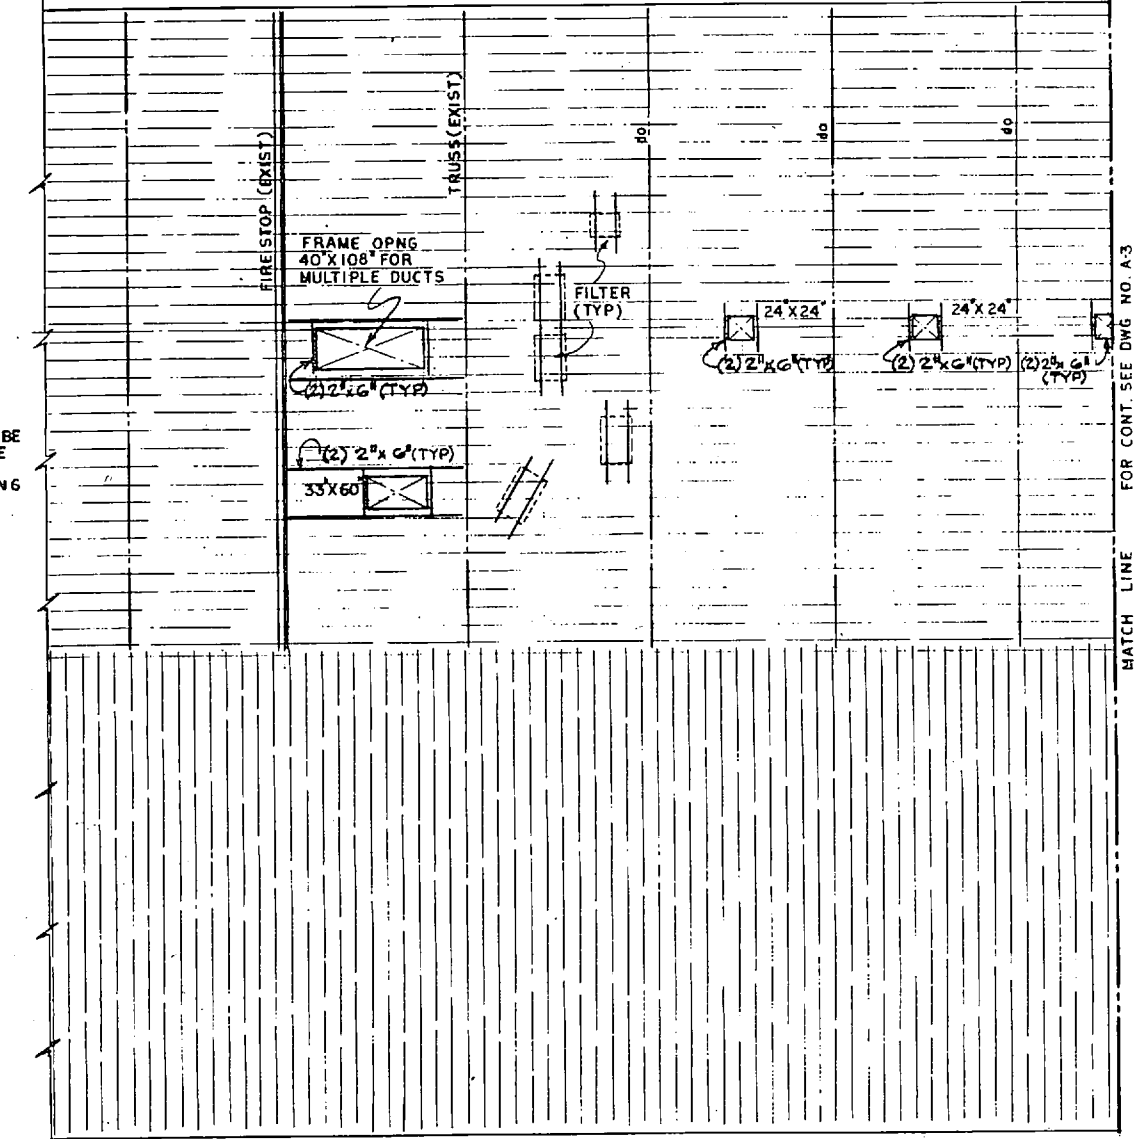 FIRESTOP (EXIST)
TRUSS (EXIST)
do
do
do
FRAME OPNG
40"X108" FOR
MULTIPLE DUCTS
FILTER
(TYP)
24"X24"
24"X24"
(2) 2"x6"(TYP)
(2) 2"x6"(TYP)
(2) 2"x6"(TYP)
(2) 2"x 6"
(TYP)
(2) 2"x 6"(TYP)
33"X60"
BE
MATCH LINE FOR CONT. SEE DWG NO. A-3